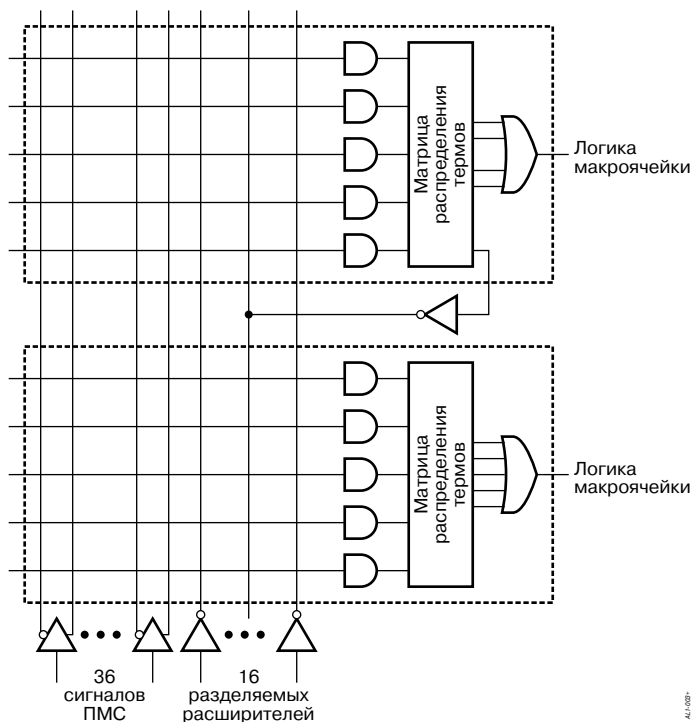 Матрица
распределения
термов
Логика
макроячейки
Матрица
распределения
термов
Логика
макроячейки
36
сигналов
ПМС
16
разделяемых
расширителей